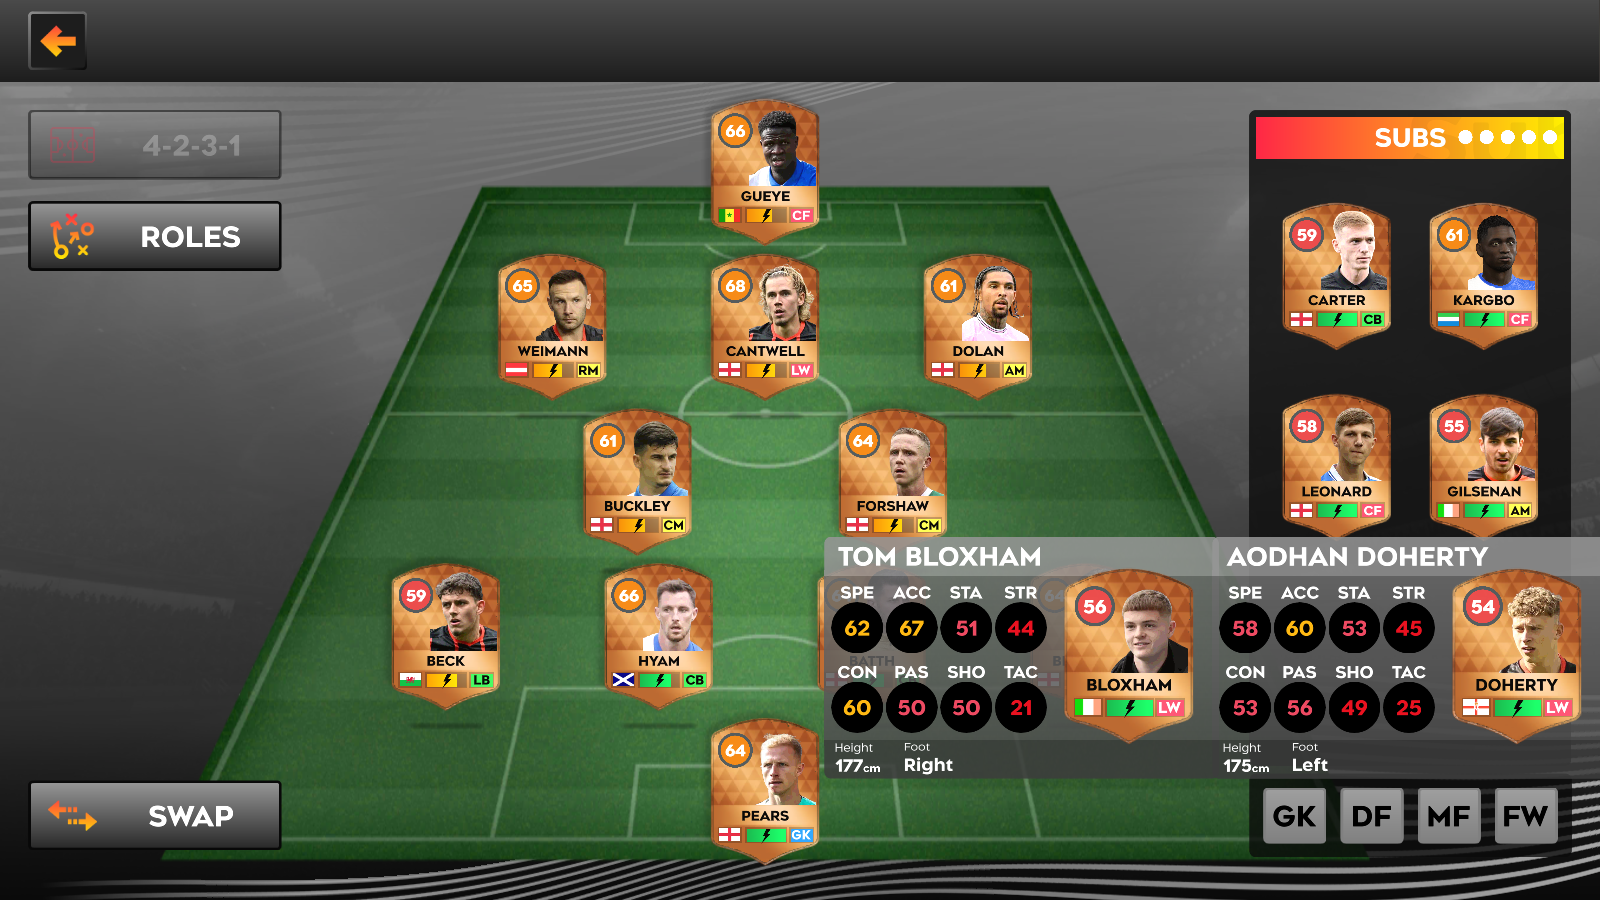 4-2-3-1
ROLES
SUBS
66
GUEYE
CF
65
WEIMANN
RM
68
CANTWELL
LW
61
DOLAN
AM
59
CARTER
CB
61
KARGBO
CF
58
LEONARD
CF
55
GILSENAN
AM
61
BUCKLEY
CM
64
FORSHAW
CM
59
BECK
LB
66
HYAM
CB
BATTH
64
TOM BLOXHAM
SPE ACC STA STR
62 67 51 44
CON PAS SHO TAC
60 50 50 21
Height Foot
177cm Right
56
BLOXHAM
LW
AODHAN DOHERTY
SPE ACC STA STR
58 60 53 45
CON PAS SHO TAC
53 56 49 25
Height Foot
175cm Left
54
DOHERTY
LW
64
PEARS
GK
SWAP
GK DF MF FW